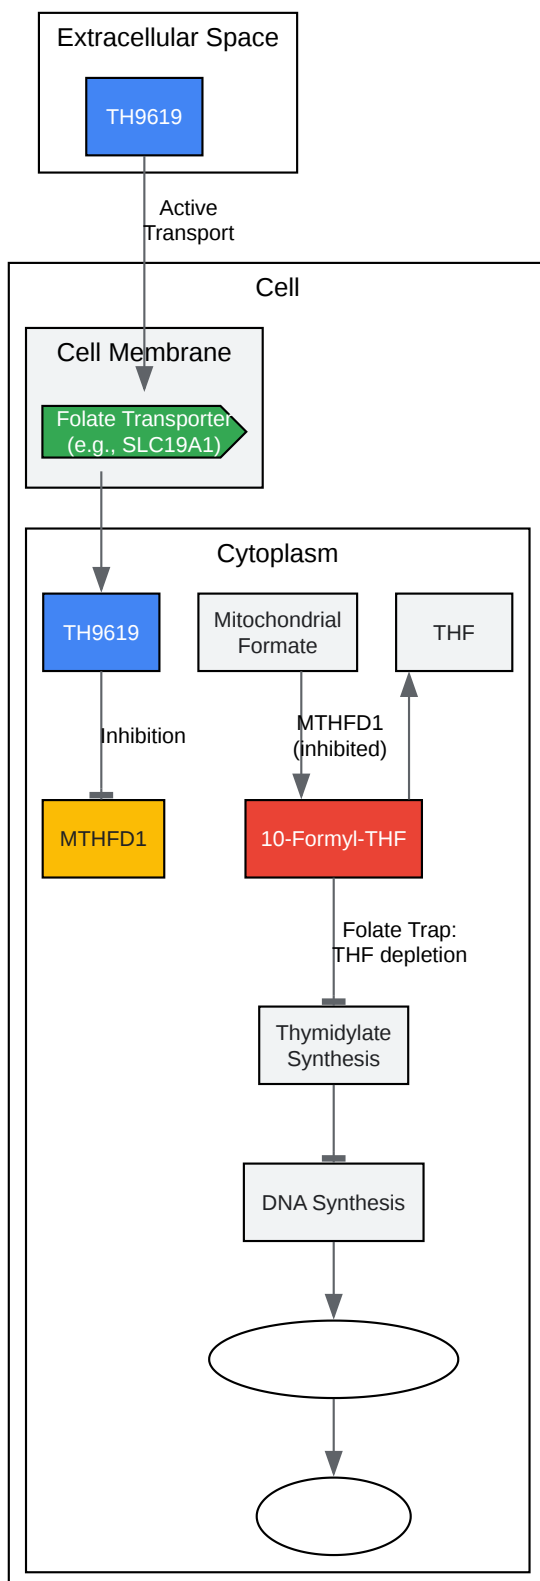 Extracellular Space
TH9619
Active
Transport
Cell
Cell Membrane
Folate Transporter
(e.g., SLC19A1)
Cytoplasm
TH9619
Mitochondrial
Formate
THF
Inhibition
MTHFD1
(inhibited)
MTHFD1
10-Formyl-THF
Folate Trap:
THF depletion
Thymidylate
Synthesis
DNA Synthesis